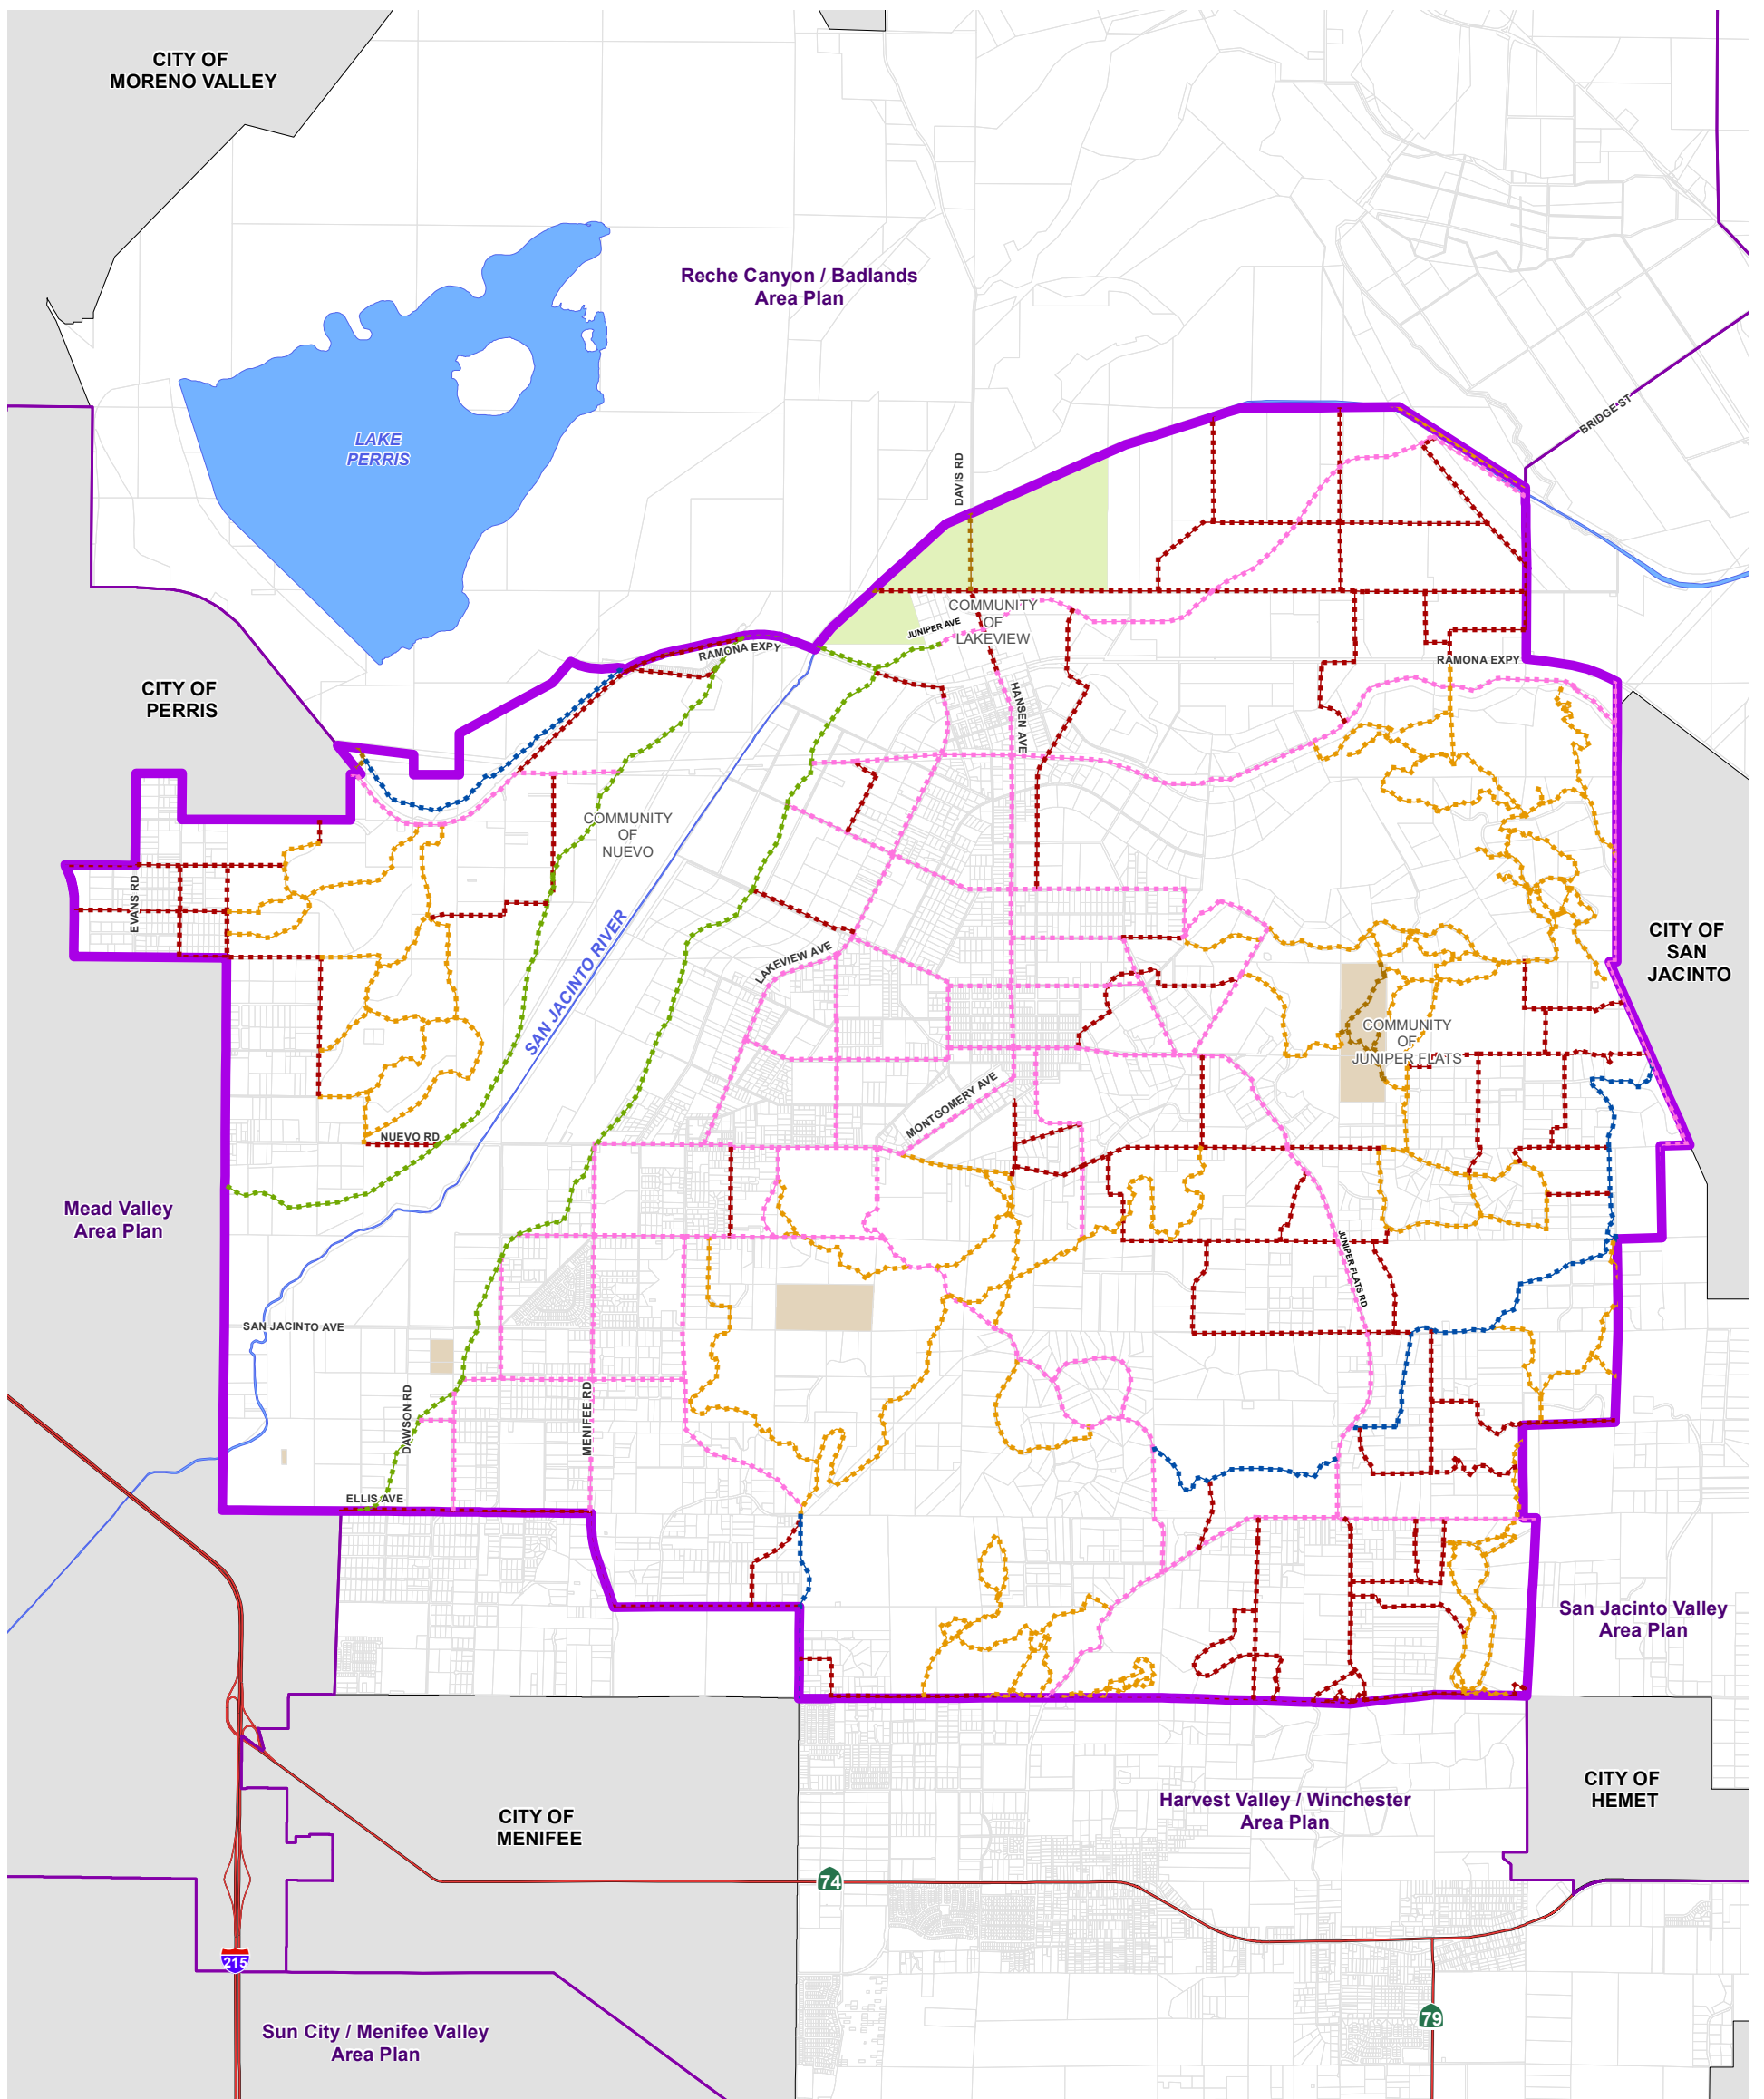 CITY OF
MORENO VALLEY
Reche Canyon / Badlands
Area Plan
BRIDGE ST
LAKE
PERRIS
DAVIS RD
COMMUNITY
OF
LAKEVIEW
JUNIPER AVE
RAMONA EXPY
RAMONA EXPY
CITY OF
PERRIS
HANSEN AVE
COMMUNITY
OF
NUEVO
EVANS RD
SAN JACINTO RIVER
LAKEVIEW AVE
CITY OF
SAN
JACINTO
COMMUNITY
OF
JUNIPER FLATS
MONTGOMERY AVE
NUEVO RD
Mead Valley
Area Plan
JUNIPER FLATS RD
SAN JACINTO AVE
DAWSON RD
MENIFEE RD
ELLIS AVE
San Jacinto Valley
Area Plan
CITY OF
HEMET
Harvest Valley / Winchester
Area Plan
CITY OF
MENIFEE
74
215
79
Sun City / Menifee Valley
Area Plan